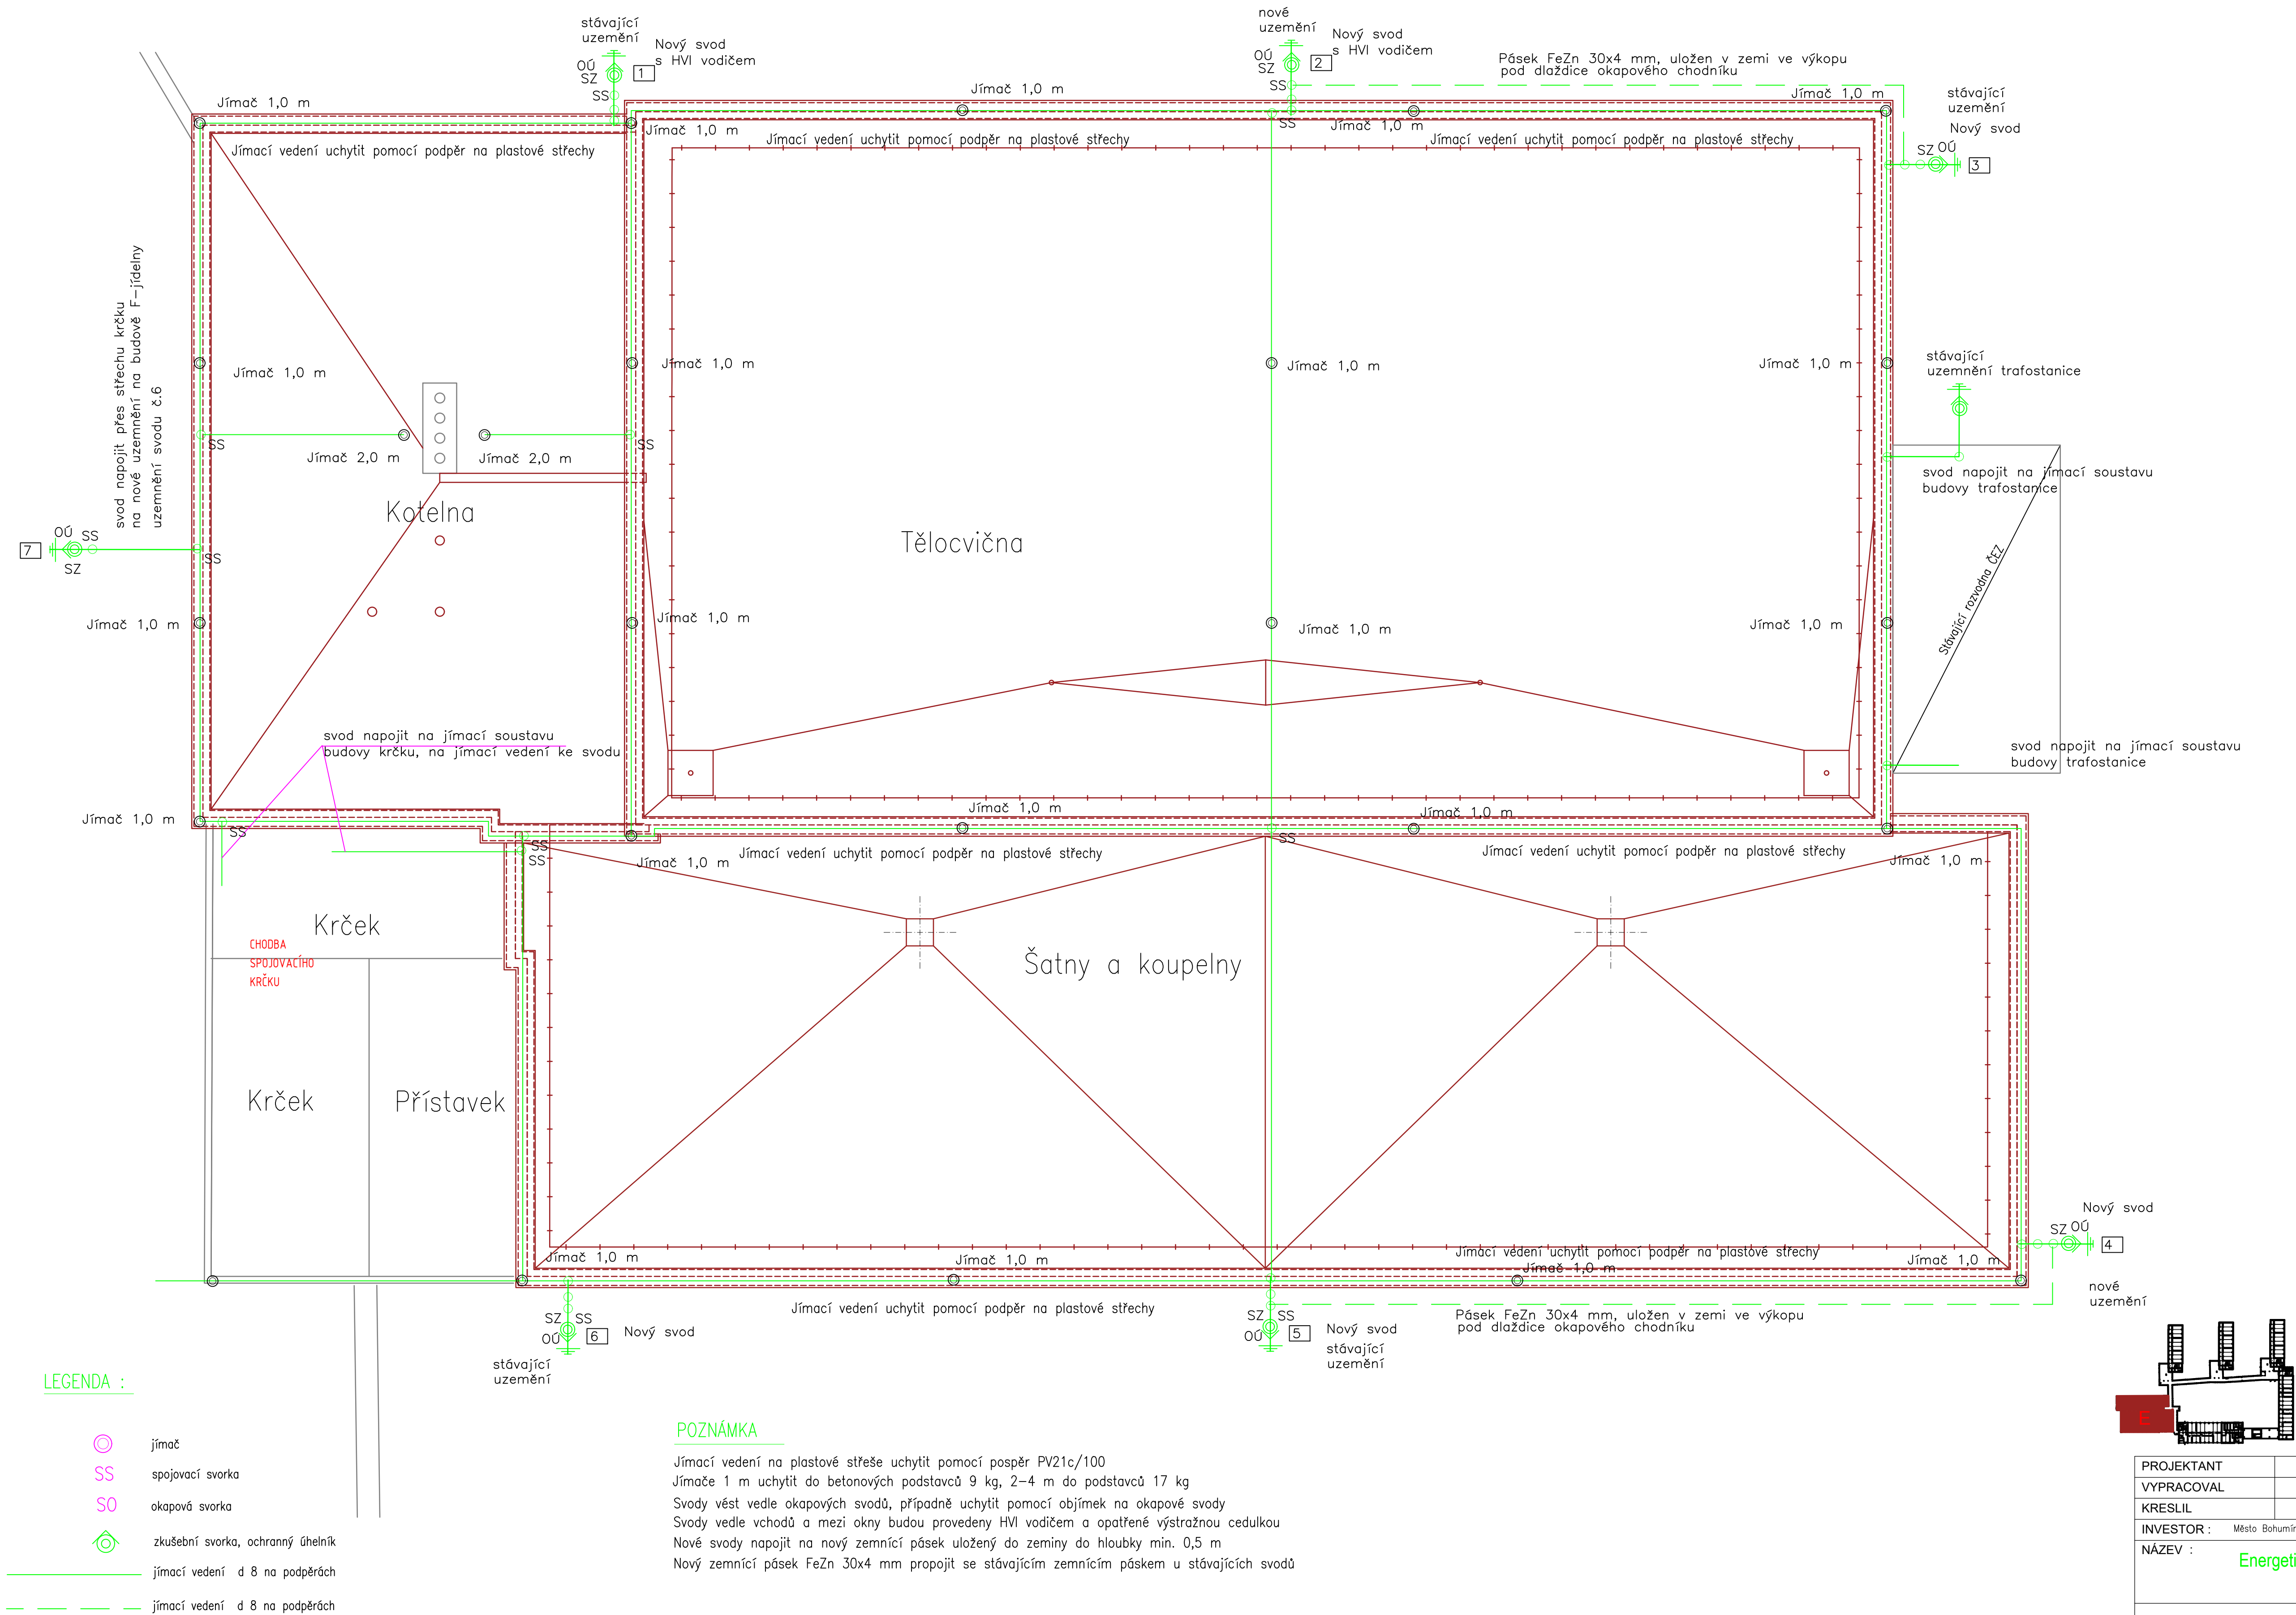 stávající
uzemění
Nový svod
s HVI vodičem
OÚ
SZ
1
SS
nové
uzemění
Nový svod
s HVI vodičem
OÚ
SZ
2
SS
Pásek FeZn 30x4 mm, uložen v zemi ve výkopu
pod dlaždice okapového chodníku
stávající
uzemění
Nový svod
SZ OÚ
3
Jímač 1,0 m
Jímač 1,0 m
Jímač 1,0 m
Jímač 1,0 m
SS
Jímač 1,0 m
Jímací vedení uchytit pomocí podpěr na plastové střechy
Jímací vedení uchytit pomocí podpěr na plastové střechy
Jímací vedení uchytit pomocí podpěr na plastové střechy
svod napojit přes střechu krčku
na nové uzemnění na budově F-jídelny
uzemnění svodu č.6
Jímač 1,0 m
Jímač 1,0 m
Jímač 1,0 m
Jímač 1,0 m
stávající
uzemnění trafostanice
SS
Jímač 2,0 m
Jímač 2,0 m
SS
svod napojit na jímací soustavu
budovy trafostanice
Kotelna
Tělocvična
7
OÚ
SS
SZ
SS
Stávající rozvodna ČEZ
Jímač 1,0 m
Jímač 1,0 m
Jímač 1,0 m
Jímač 1,0 m
svod napojit na jímací soustavu
budovy krčku, na jímací vedení ke svodu
svod napojit na jímací soustavu
budovy trafostanice
Jímač 1,0 m
SS
Jímač 1,0 m
Jímač 1,0 m
SS
SS
SS
Jímač 1,0 m
Jímací vedení uchytit pomocí podpěr na plastové střechy
Jímací vedení uchytit pomocí podpěr na plastové střechy
Jímač 1,0 m
Krček
CHODBA
SPOJOVACÍHO
KRČKU
Šatny a koupelny
Krček
Přístavek
Nový svod
SZ OÚ
4
nové
uzemění
Jímač 1,0 m
Jímač 1,0 m
Jímací vedení uchytit pomocí podpěr na plastové střechy
Jímač 1,0 m
Jímač 1,0 m
Jímací vedení uchytit pomocí podpěr na plastové střechy
Pásek FeZn 30x4 mm, uložen v zemi ve výkopu
pod dlaždice okapového chodníku
SZ SS
OÚ
6
Nový svod
stávající
uzemění
SZ SS
OÚ
5
Nový svod
stávající
uzemění
LEGENDA :
jímač
SS spojovací svorka
SO okapová svorka
zkušební svorka, ochranný úhelník
jímací vedení d 8 na podpěrách
jímací vedení d 8 na podpěrách
POZNÁMKA
Jímací vedení na plastové střeše uchytit pomocí pospěr PV21c/100
Jímače 1 m uchytit do betonových podstavců 9 kg, 2-4 m do podstavců 17 kg
Svody vést vedle okapových svodů, případně uchytit pomocí objímek na okapové svody
Svody vedle vchodů a mezi okny budou provedeny HVI vodičem a opatřené výstražnou cedulkou
Nové svody napojit na nový zemnící pásek uložený do zeminy do hloubky min. 0,5 m
Nový zemnící pásek FeZn 30x4 mm propojit se stávajícím zemnícím páskem u stávajících svodů
E
PROJEKTANT
VYPRACOVAL
KRESLIL
INVESTOR : Město Bohumín
NÁZEV :
Energeti